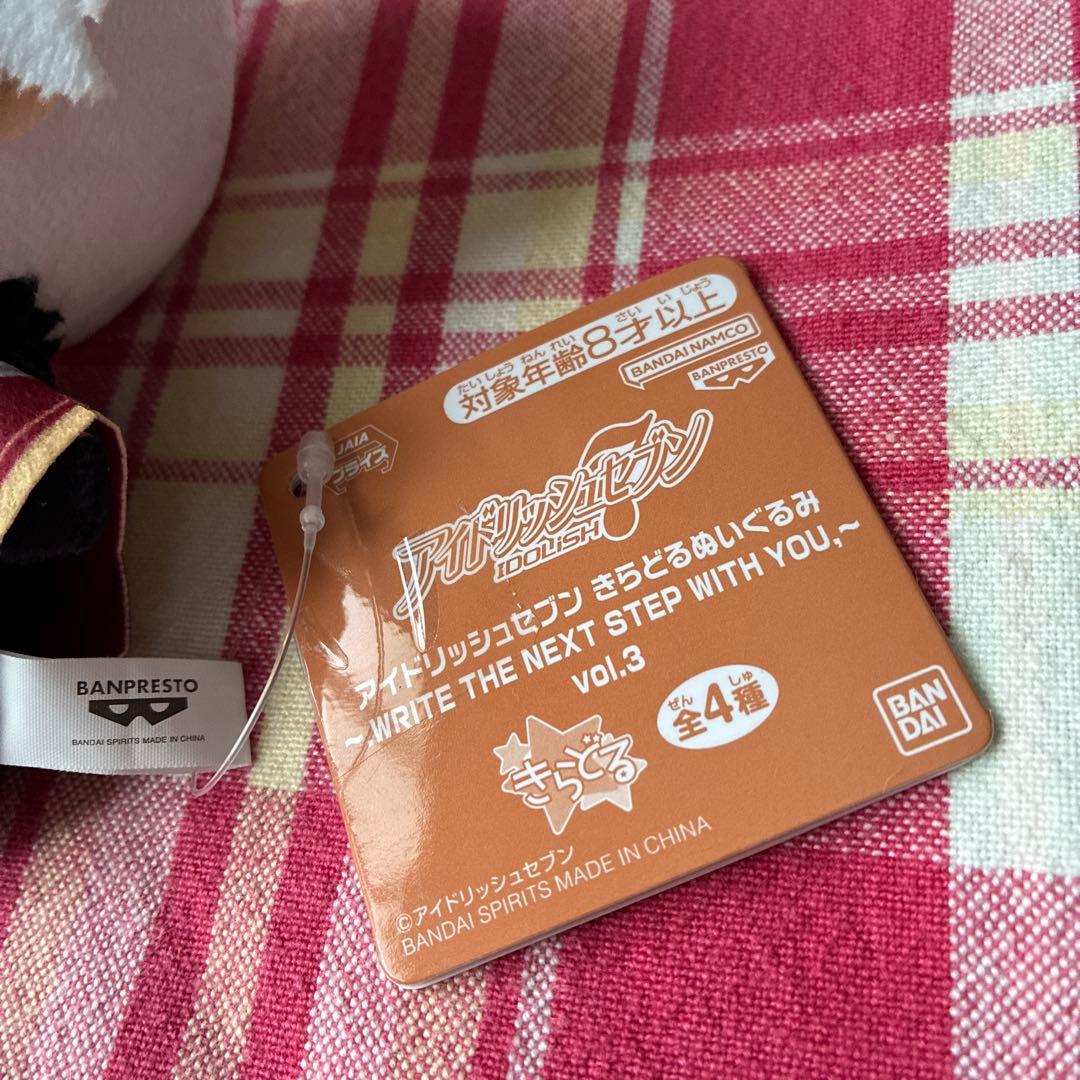 たいしょうねんれい さいいじょう
対象年齢8才以上
BANDAI NAMCO
BANPRESTO
JAIA
プライズ
アイドリッシュセブン
IDOLiSH7
アイドリッシュセブン きらどるぬいぐるみ
~WRITE THE NEXT STEP WITH YOU,~
vol.3
ぜん しゅ
全4種
きらどる
BAN
DAI
©アイドリッシュセブン
BANDAI SPIRITS MADE IN CHINA
BANPRESTO
BANDAI SPIRITS MADE IN CHINA